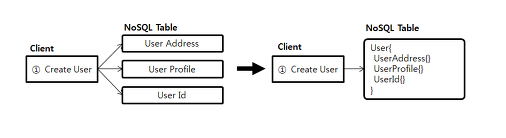 NoSQL Table
Client
User Address
① Create User
User Profile
User Id
NoSQL Table
Client
① Create User
User{
UserAddress{}
UserProfile{}
UserId{}
}